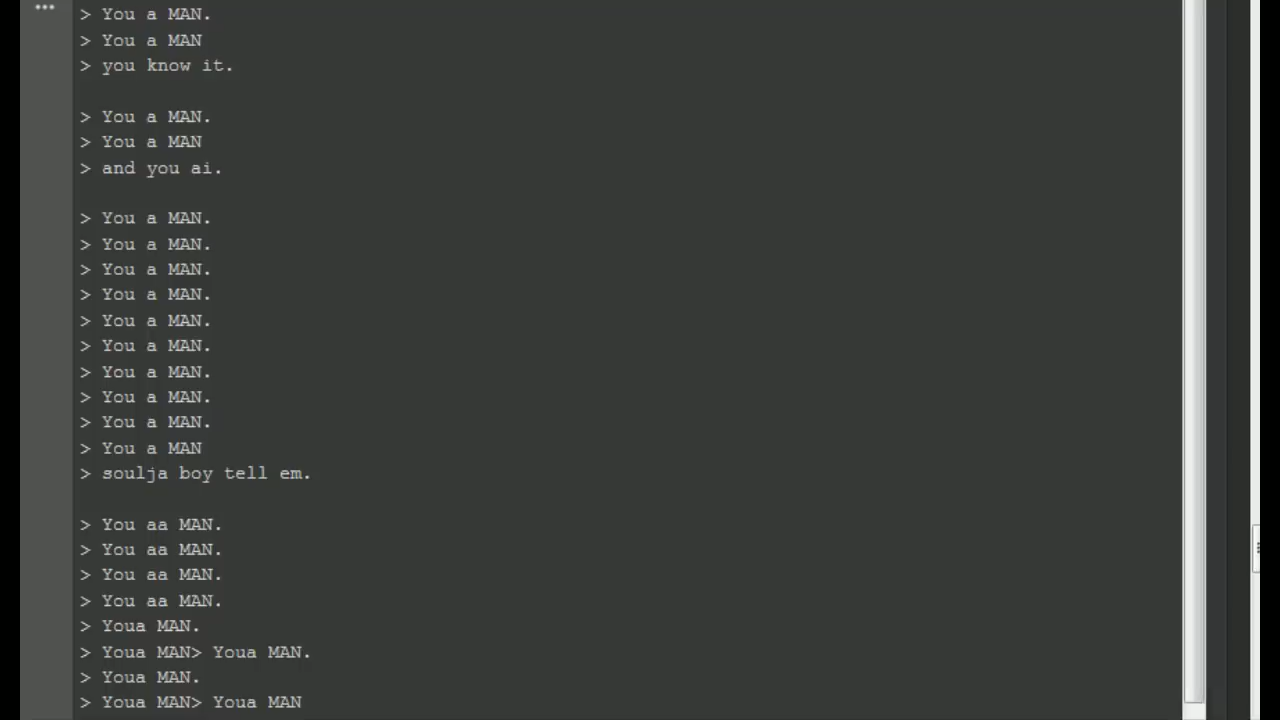 > You a MAN.
> You a MAN
> you know it.
> You a MAN.
> You a MAN
> and you ai.
> You a MAN.
> You a MAN.
> You a MAN.
> You a MAN.
> You a MAN.
> You a MAN.
> You a MAN.
> You a MAN.
> You a MAN.
> You a MAN
> soulja boy tell em.
> You aa MAN.
> You aa MAN.
> You aa MAN.
> You aa MAN.
> Youa MAN.
> Youa MAN> Youa MAN.
> Youa MAN.
> Youa MAN> Youa MAN